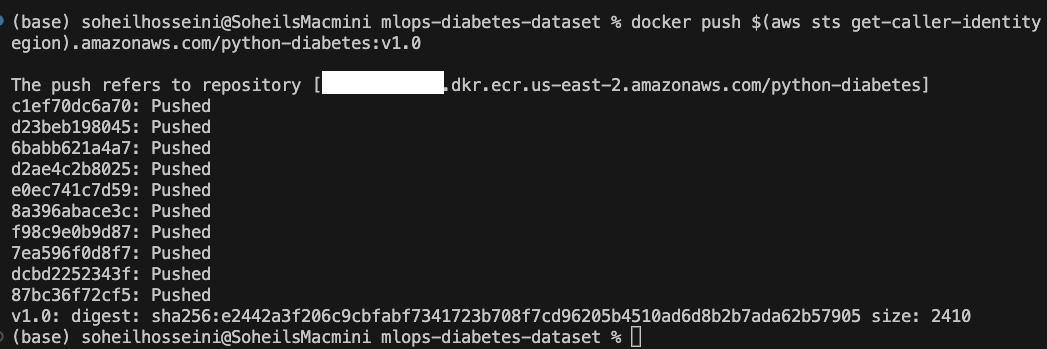 (base) soheilhosseini@SoheilsMacmini mlops-diabetes-dataset % docker push $(aws sts get-caller-identity
egion).amazonaws.com/python-diabetes:v1.0
The push refers to repository [ .dkr.ecr.us-east-2.amazonaws.com/python-diabetes]
c1ef70dc6a70: Pushed
d23beb198045: Pushed
6babb621a4a7: Pushed
d2ae4c2b8025: Pushed
e0ec741c7d59: Pushed
8a396abace3c: Pushed
f98c9e0b9d87: Pushed
7ea596f0d8f7: Pushed
dcbd2252343f: Pushed
87bc36f72cf5: Pushed
v1.0: digest: sha256:e2442a3f206c9cbfabf7341723b708f7cd96205b4510ad6d8b2b7ada62b57905 size: 2410
(base) soheilhosseini@SoheilsMacmini mlops-diabetes-dataset %